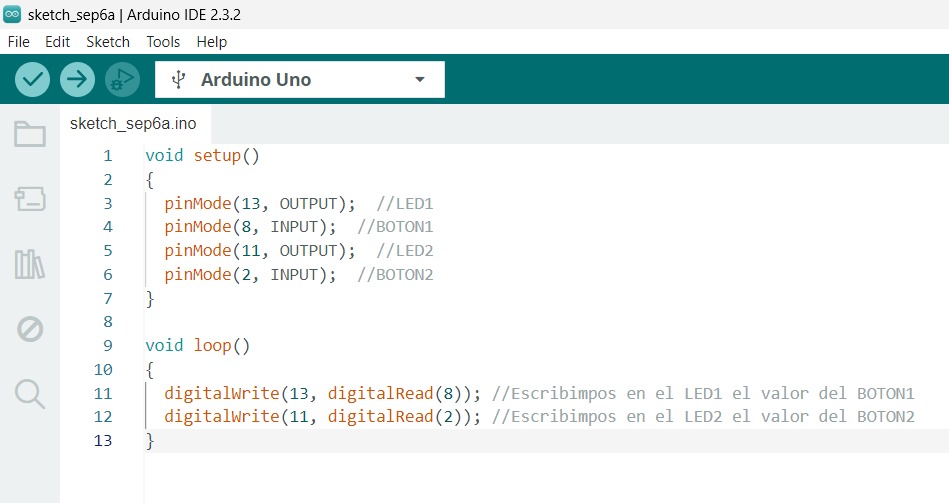 sketch_sep6a | Arduino IDE 2.3.2
File Edit Sketch Tools Help
Arduino Uno
sketch_sep6a.ino
1 void setup()
2 {
3 pinMode(13, OUTPUT); //LED1
4 pinMode(8, INPUT); //BOTON1
5 pinMode(11, OUTPUT); //LED2
6 pinMode(2, INPUT); //BOTON2
7 }
8
9 void loop()
10 {
11 digitalWrite(13, digitalRead(8)); //Escribimpos en el LED1 el valor del BOTON1
12 digitalWrite(11, digitalRead(2)); //Escribimpos en el LED2 el valor del BOTON2
13 }